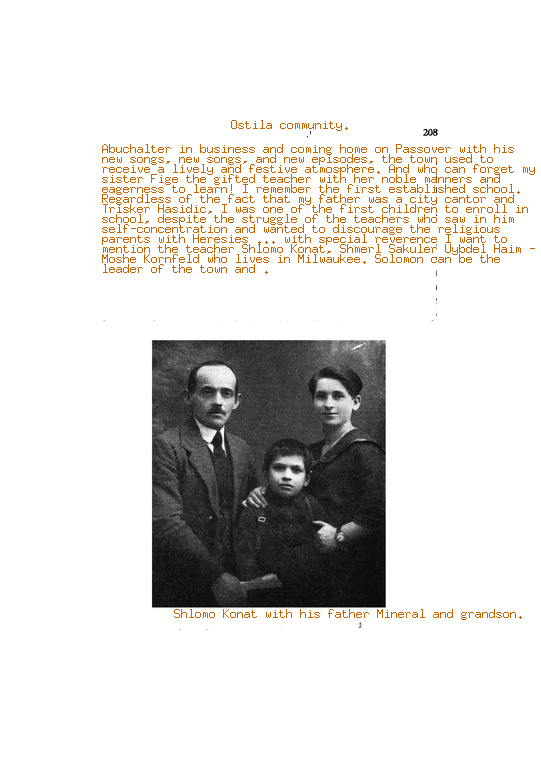 Ostila community.
208
Abuchalter in business and coming home on Passover with his
new songs, new songs, and new episodes, the town used to
receive a lively and festive atmosphere. And who can forget my
sister Fige the gifted teacher with her noble manners and
eagerness to learn! I remember the first established school.
Regardless of the fact that my father was a city cantor and
Trisker Hasidic, I was one of the first children to enroll in
school, despite the struggle of the teachers who saw in him
self-concentration and wanted to discourage the religious
parents with Heresies ... with special reverence I want to
mention the teacher Shlomo Konat, Shmerl Sakuler Uybdel Haim -
Moshe Kornfeld who lives in Milwaukee. Solomon can be the
leader of the town and .
Shlomo Konat with his father Mineral and grandson.